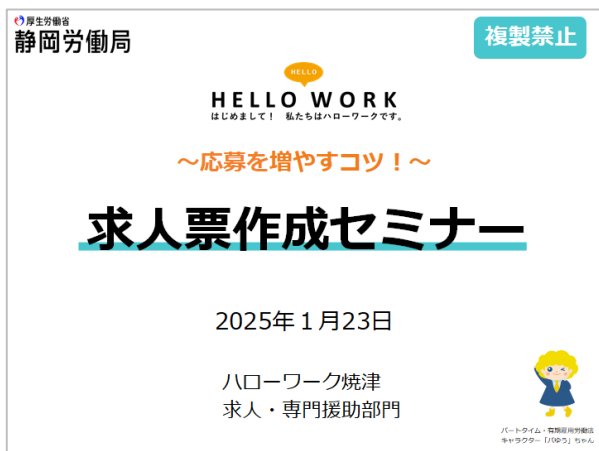 厚生労働省
静岡労働局
複製禁止
HELLO
HELLO WORK
はじめまして！ 私たちはハローワークです。
～応募を増やすコツ！～
求人票作成セミナー
2025年１月23日
ハローワーク焼津
求人・専門援助部門
パートタイム・有期雇用労働法
キャラクター「パゆう」ちゃん